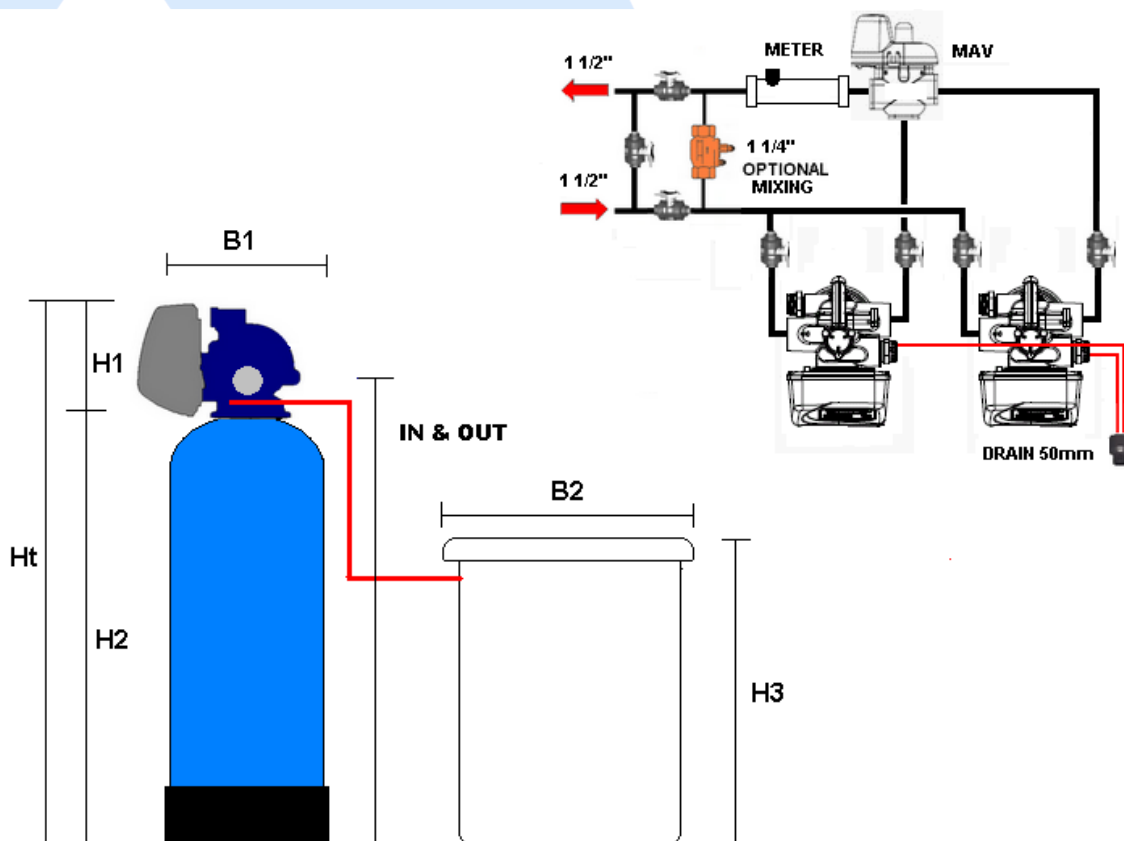 METER
MAV
1 1/2"
1 1/4"
OPTIONAL
MIXING
1 1/2"
B1
H1
IN & OUT
DRAIN 50mm
B2
Ht
H2
H3